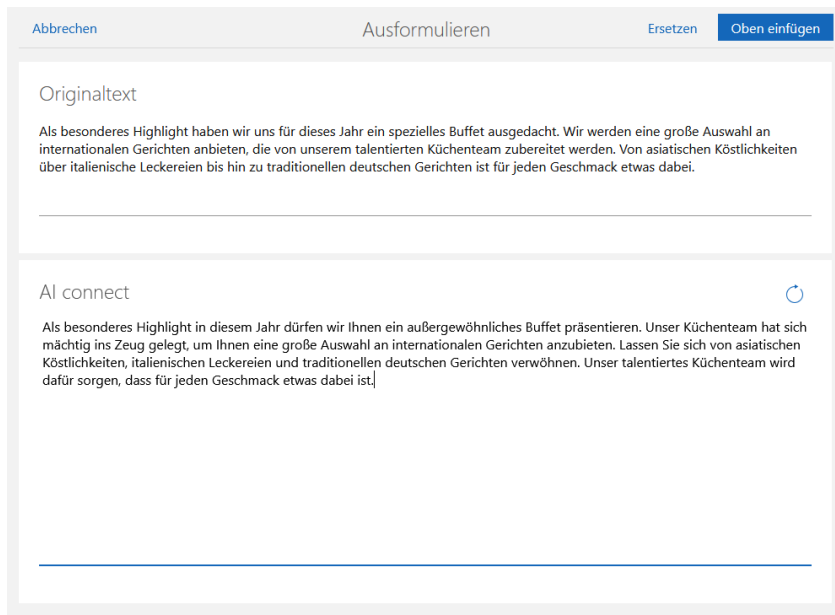 Abbrechen Ausformulieren Ersetzen Oben einfügen
Originaltext
Als besonderes Highlight haben wir uns für dieses Jahr ein spezielles Buffet ausgedacht. Wir werden eine große Auswahl an
internationalen Gerichten anbieten, die von unserem talentierten Küchenteam zubereitet werden. Von asiatischen Köstlichkeiten
über italienische Leckereien bis hin zu traditionellen deutschen Gerichten ist für jeden Geschmack etwas dabei.
AI connect
Als besonderes Highlight in diesem Jahr dürfen wir Ihnen ein außergewöhnliches Buffet präsentieren. Unser Küchenteam hat sich
mächtig ins Zeug gelegt, um Ihnen eine große Auswahl an internationalen Gerichten anzubieten. Lassen Sie sich von asiatischen
Köstlichkeiten, italienischen Leckereien und traditionellen deutschen Gerichten verwöhnen. Unser talentiertes Küchenteam wird
dafür sorgen, dass für jeden Geschmack etwas dabei ist.